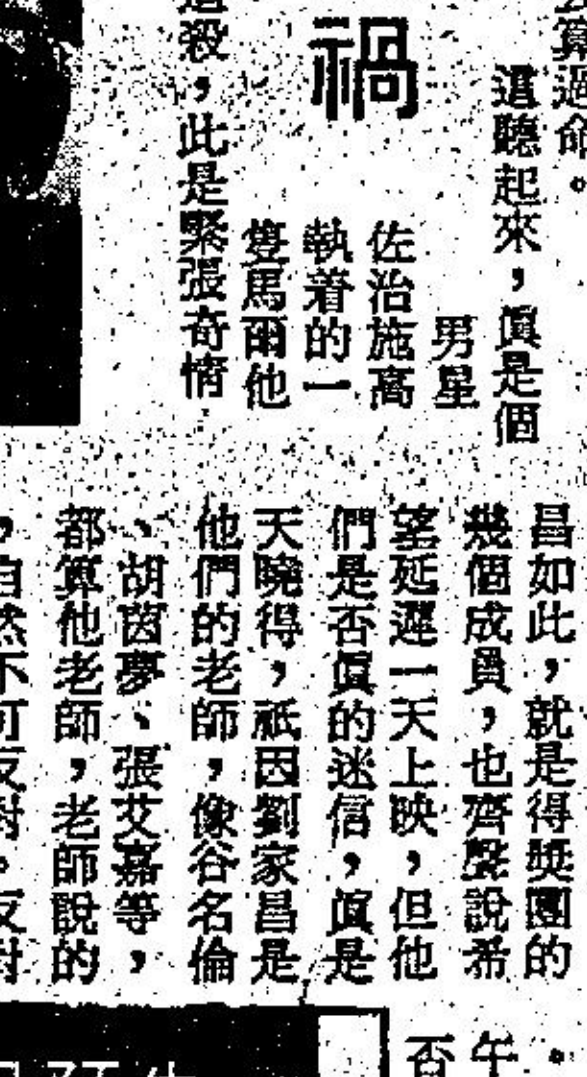 算過命。
這聽起來，眞是個
男星
佐治施高
執着的一
隻馬爾他
追殺，此是緊張奇情
禍
昌如此，就是得獎團的
幾個成員，也齊聲說希
望延遲一天上映，但他
們是否眞的迷信，眞是
天曉得，祇因劉家昌是
他們的老師，像谷名倫
、胡茵夢、張艾嘉等，
都算他老師，老師說的
，自然不可反對。反對
午
否